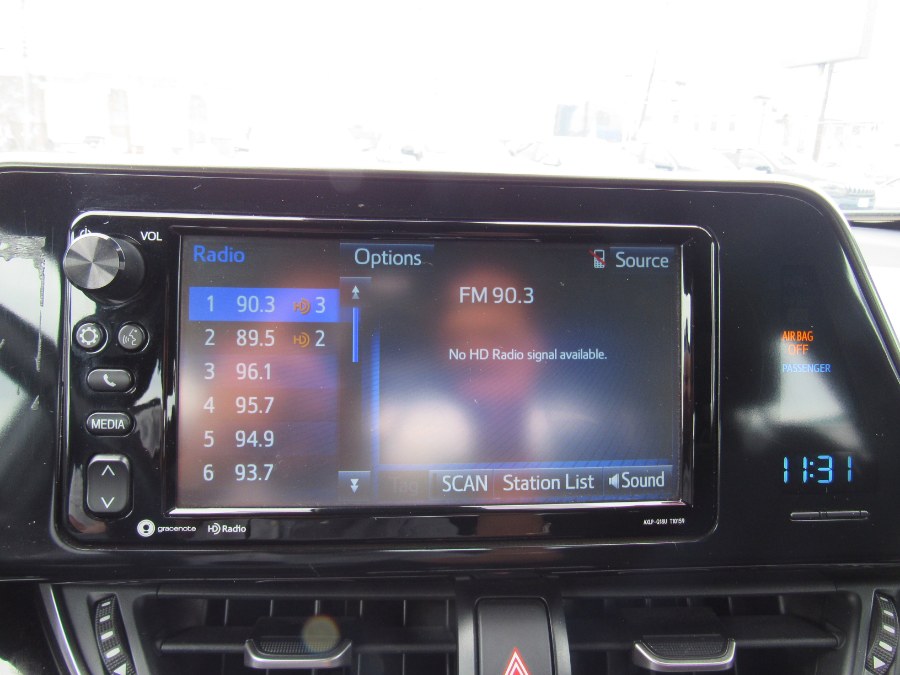 VOL
Radio
Options
Source
1 90.3 HD 3
2 89.5 HD 2
3 96.1
4 95.7
5 94.9
6 93.7
FM 90.3
No HD Radio signal available.
Tag
SCAN
Station List
Sound
MEDIA
gracenote
HD Radio
AIR BAG
OFF
PASSENGER
11:31